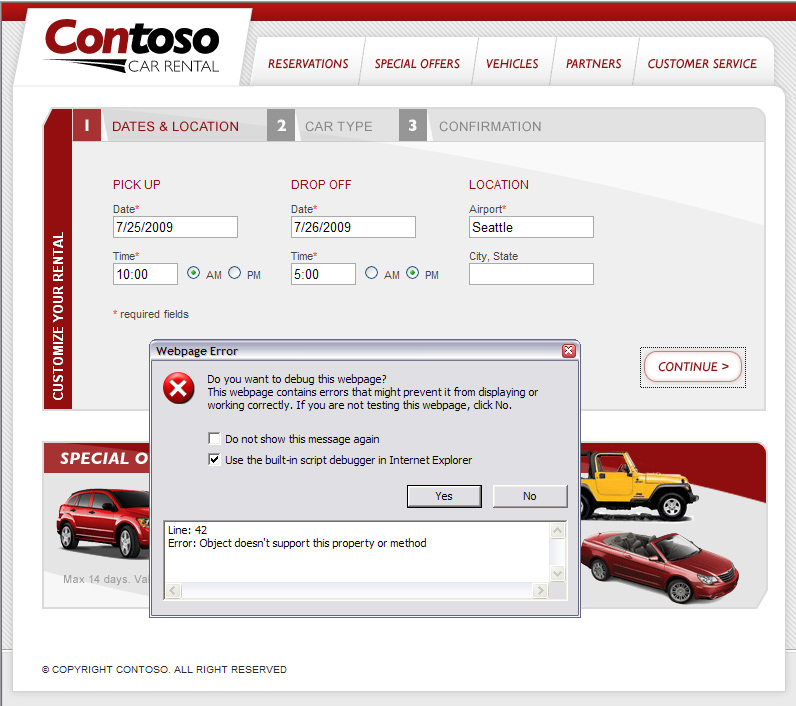 Contoso
CAR RENTAL
RESERVATIONS
SPECIAL OFFERS
VEHICLES
PARTNERS
CUSTOMER SERVICE
CUSTOMIZE YOUR RENTAL
1 DATES & LOCATION
2 CAR TYPE
3 CONFIRMATION
PICK UP
DROP OFF
LOCATION
Date*
Date*
Airport*
7/25/2009
7/26/2009
Seattle
Time*
Time*
City, State
10:00 AM PM
5:00 AM PM
* required fields
CONTINUE >
Webpage Error
Do you want to debug this webpage?
This webpage contains errors that might prevent it from displaying or
working correctly. If you are not testing this webpage, click No.
Do not show this message again
Use the built-in script debugger in Internet Explorer
Yes
No
Line: 42
Error: Object doesn't support this property or method
SPECIAL O
Max 14 days. Val
© COPYRIGHT CONTOSO. ALL RIGHT RESERVED